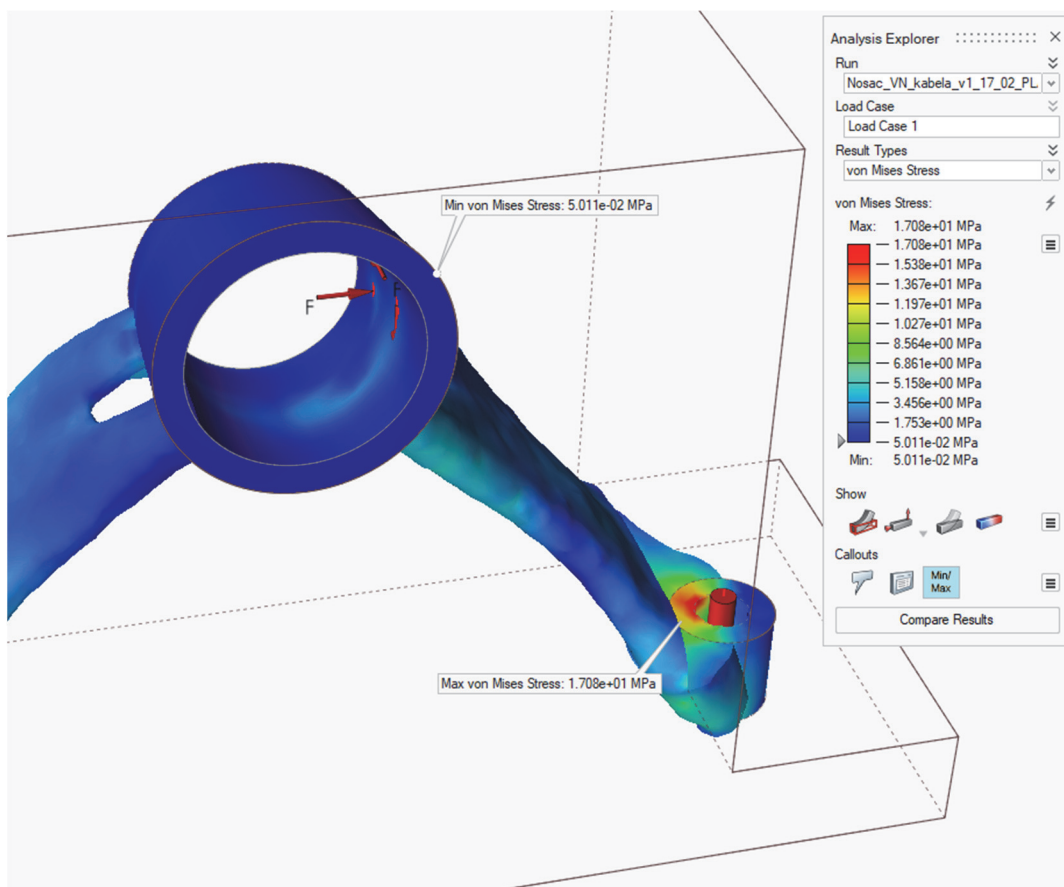 Analysis Explorer
Run
Nosac_VN_kabela_v1_17_02_PL
Load Case
Load Case 1
Result Types
von Mises Stress
von Mises Stress:
Max: 1.708e+01 MPa
1.708e+01 MPa
1.538e+01 MPa
1.367e+01 MPa
1.197e+01 MPa
1.027e+01 MPa
8.564e+00 MPa
6.861e+00 MPa
5.158e+00 MPa
3.456e+00 MPa
1.753e+00 MPa
5.011e-02 MPa
Min: 5.011e-02 MPa
Show
Callouts
Min/
Max
Compare Results
Min von Mises Stress: 5.011e-02 MPa
F
F
Max von Mises Stress: 1.708e+01 MPa